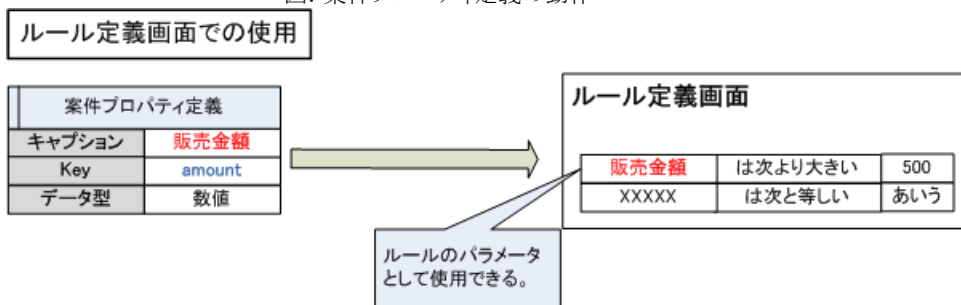 ルール定義画面での使用
案件プロパティ定義
キャプション 販売金額
Key amount
データ型 数値
ルール定義画面
販売金額 は次より大きい 500
XXXXX は次と等しい あいう
ルールのパラメータ
として使用できる。